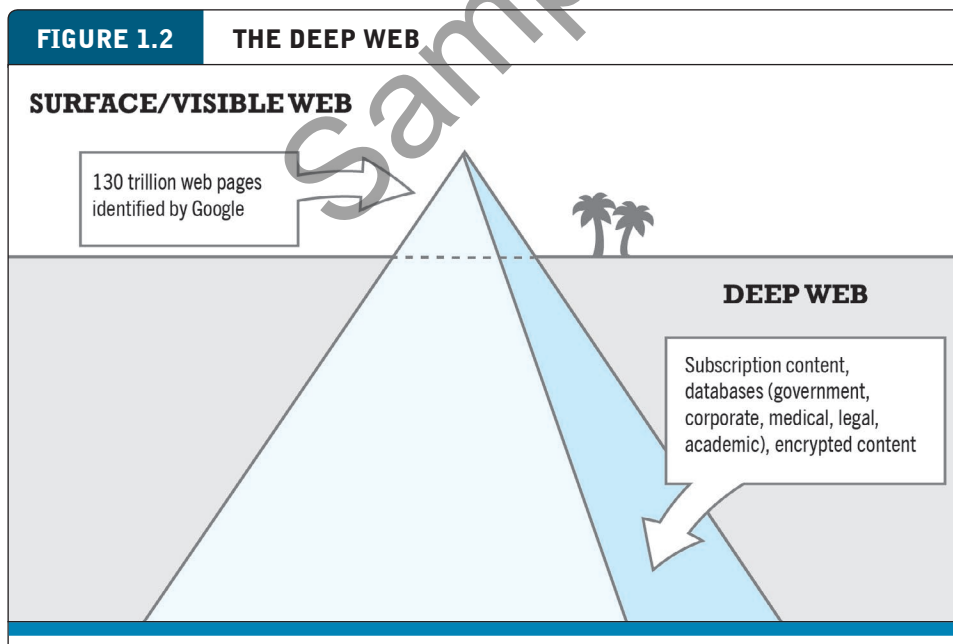 FIGURE 1.2 THE DEEP WEB
SURFACE/VISIBLE WEB
130 trillion web pages
identified by Google
DEEP WEB
Subscription content,
databases (government,
corporate, medical, legal,
academic), encrypted content